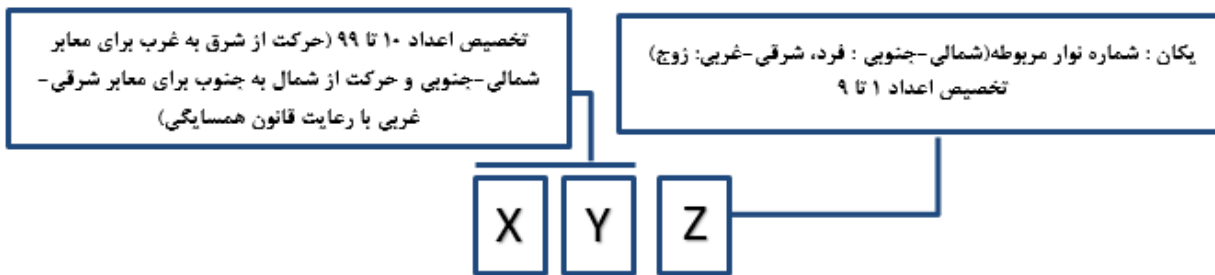 یکان : شماره نوار مربوطه(شمالی-جنوبی : فرد، شرقی-غربی: زوج)
تخصیص اعداد ۱ تا ۹
تخصیص اعداد ۱۰ تا ۹۹ (حرکت از شرق به غرب برای معابر
شمالی-جنوبی و حرکت از شمال به جنوب برای معابر شرقی-
غربی با رعایت قانون همسایگی)
X Y Z